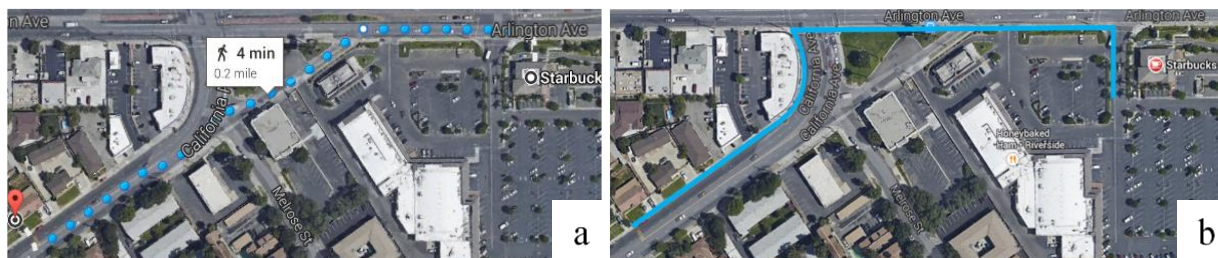 on Ave
Arlington Ave
4 min
0.2 mile
Starbuck
California
Melrose St
a
Arlington Ave
Arlington Ave
California Ave
California Ave
Starbucks
Honeybaked
Ham - Riverside
Melrose St
b